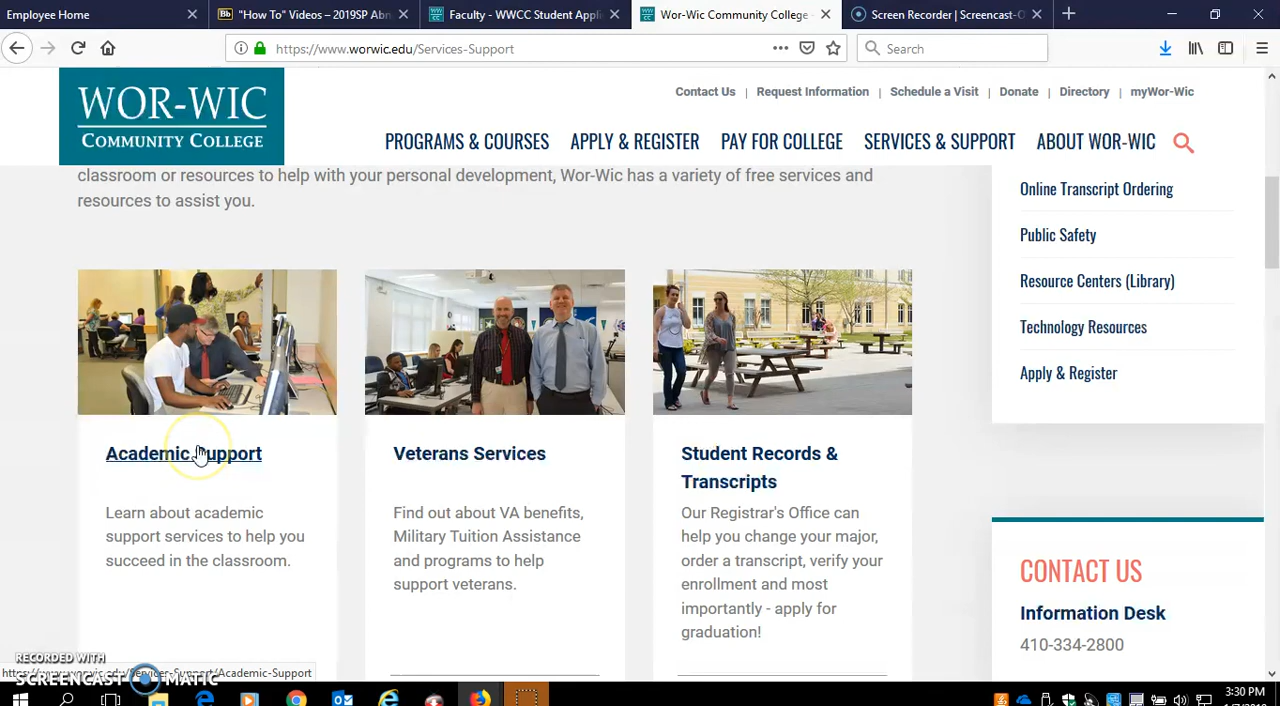 Employee Home
"How To" Videos – 2019SP Abn
Faculty - WWCC Student Appli
Wor-Wic Community College -
Screen Recorder | Screencast-O
https://www.worwic.edu/Services-Support
Search
WOR-WIC
COMMUNITY COLLEGE
Contact Us | Request Information | Schedule a Visit | Donate | Directory | myWor-Wic
PROGRAMS & COURSES APPLY & REGISTER PAY FOR COLLEGE SERVICES & SUPPORT ABOUT WOR-WIC
classroom or resources to help with your personal development, Wor-Wic has a variety of free services and
resources to assist you.
Online Transcript Ordering
Public Safety
Resource Centers (Library)
Technology Resources
Apply & Register
Academic Support
Learn about academic
support services to help you
succeed in the classroom.
Veterans Services
Find out about VA benefits,
Military Tuition Assistance
and programs to help
support veterans.
Student Records &
Transcripts
Our Registrar's Office can
help you change your major,
order a transcript, verify your
enrollment and most
importantly - apply for
graduation!
CONTACT US
Information Desk
410-334-2800
RECORDED WITH
https://www.worwic.edu/Services-Support/Academic-Support
SCREENCAST MATIC
3:30 PM